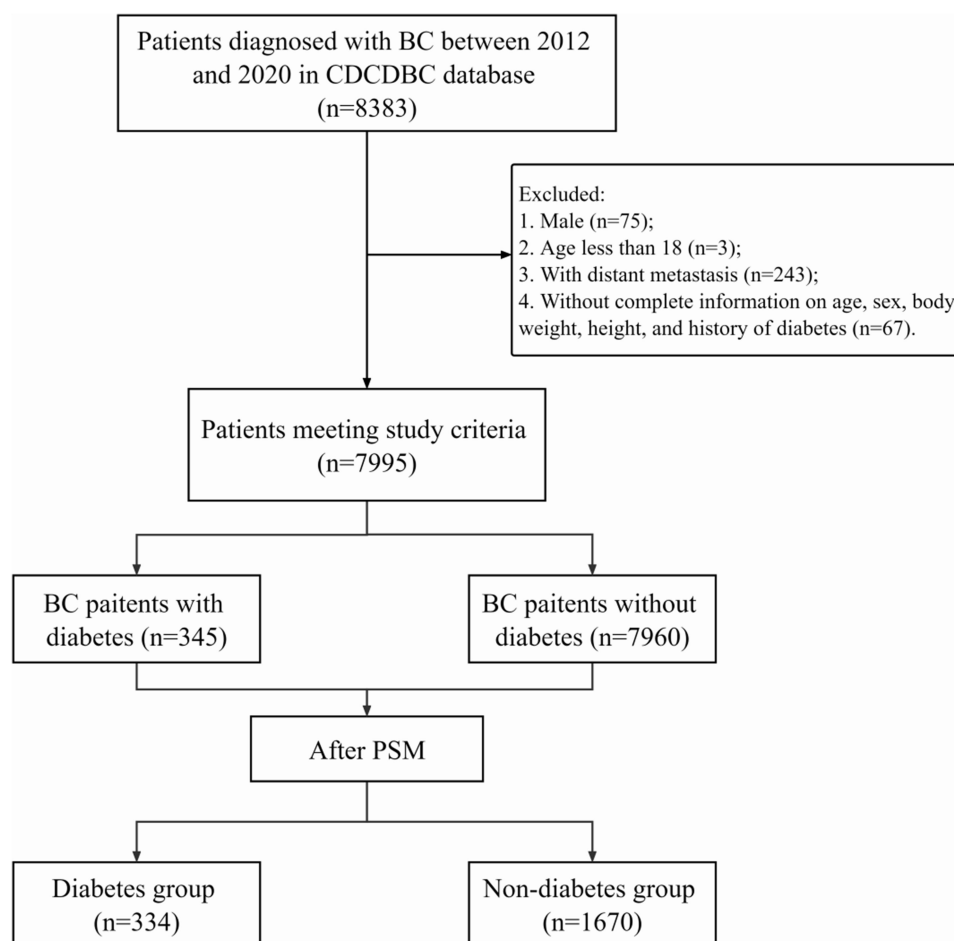 Patients diagnosed with BC between 2012
and 2020 in CDCDBC database
(n=8383)
Excluded:
1. Male (n=75);
2. Age less than 18 (n=3);
3. With distant metastasis (n=243);
4. Without complete information on age, sex, body
weight, height, and history of diabetes (n=67).
Patients meeting study criteria
(n=7995)
BC paitents with
diabetes (n=345)
BC paitents without
diabetes (n=7960)
After PSM
Diabetes group
(n=334)
Non-diabetes group
(n=1670)